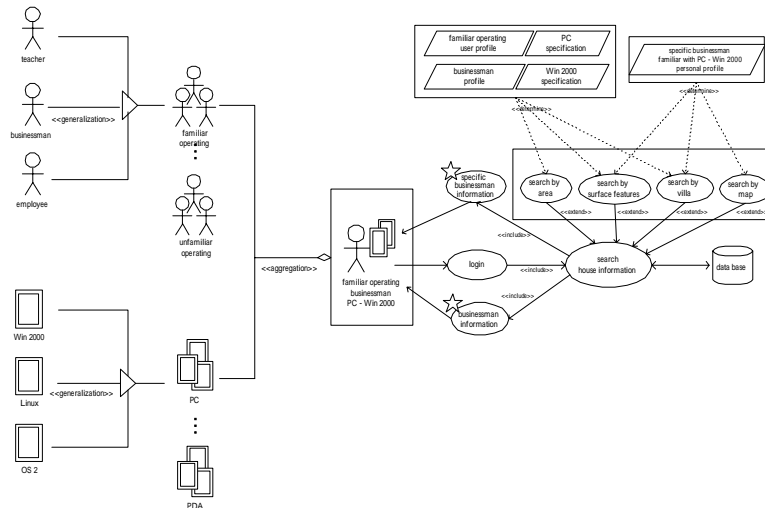 teacher
businessman
<<generalization>>
employee
familiar
operating
unfamiliar
operating
<<aggregation>>
Win 2000
Linux
<<generalization>>
OS 2
PC
PDA
familiar operating
businessman
PC - Win 2000
familiar operating
user profile
PC
specification
businessman
profile
Win 2000
specification
specific businessman
familiar with PC - Win 2000
personal profile
specific
businessman
information
login
businessman
information
<<include>>
<<include>>
<<include>>
search by
area
search by
surface features
search by
villa
search by
map
<<extend>>
<<extend>>
<<extend>>
<<extend>>
search
house information
data base